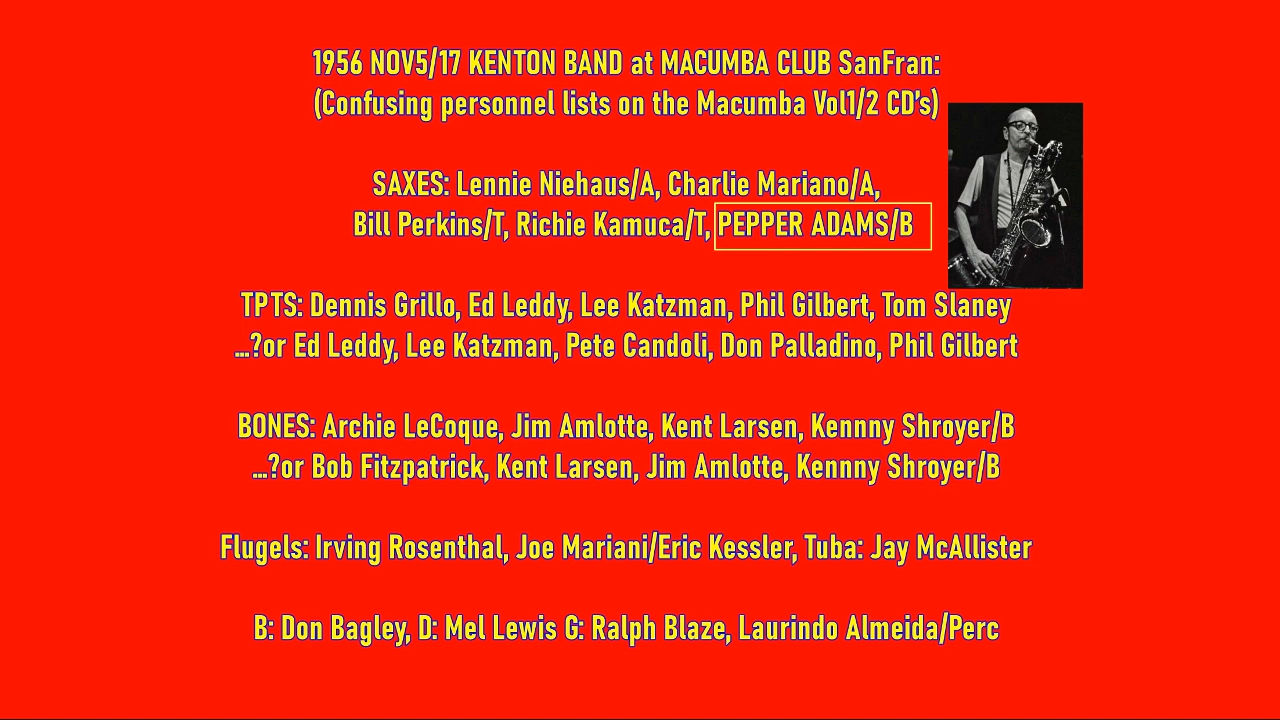 1956 NOV5/17 KENTON BAND at MACUMBA CLUB SanFran:
(Confusing personnel lists on the Macumba Vol1/2 CD's)
SAXES: Lennie Niehaus/A, Charlie Mariano/A,
Bill Perkins/T, Richie Kamuca/T, PEPPER ADAMS/B
TPTS: Dennis Grillo, Ed Leddy, Lee Katzman, Phil Gilbert, Tom Slaney
...?or Ed Leddy, Lee Katzman, Pete Candoli, Don Palladino, Phil Gilbert
BONES: Archie LeCoque, Jim Amlotte, Kent Larsen, Kennny Shroyer/B
...?or Bob Fitzpatrick, Kent Larsen, Jim Amlotte, Kennny Shroyer/B
Flugels: Irving Rosenthal, Joe Mariani/Eric Kessler, Tuba: Jay McAllister
B: Don Bagley, D: Mel Lewis G: Ralph Blaze, Laurindo Almeida/Perc